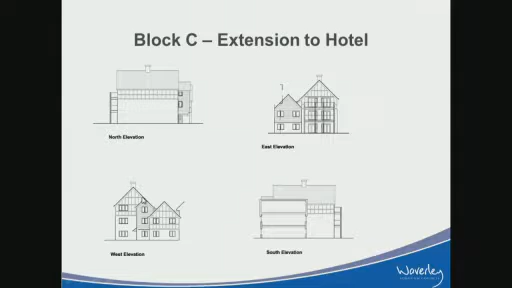 Block C – Extension to Hotel
North Elevation
East Elevation
West Elevation
South Elevation
Waverley